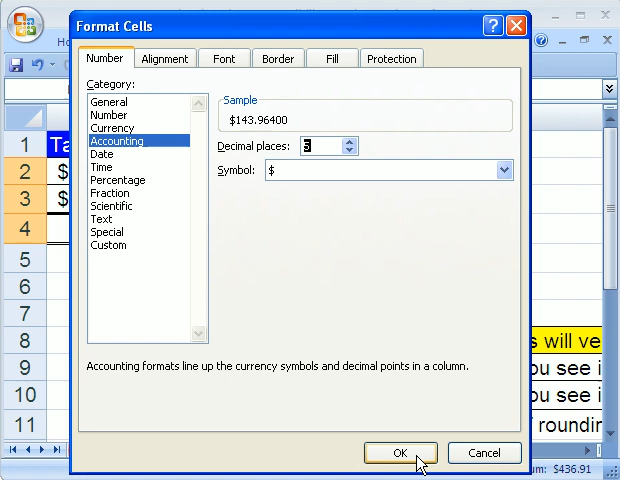 Format Cells
Number Alignment Font Border Fill Protection
Category:
General
Number
Currency
Accounting
Date
Time
Percentage
Fraction
Scientific
Text
Special
Custom
Sample
$143.96400
Decimal places: 5
Symbol: $
Accounting formats line up the currency symbols and decimal points in a column.
OK Cancel
Ho
1 Ta
2 $
3 $
4
5
6
7
8 s will ve
9 ou see i
10 ou see i
11 roundin
um: $436.91